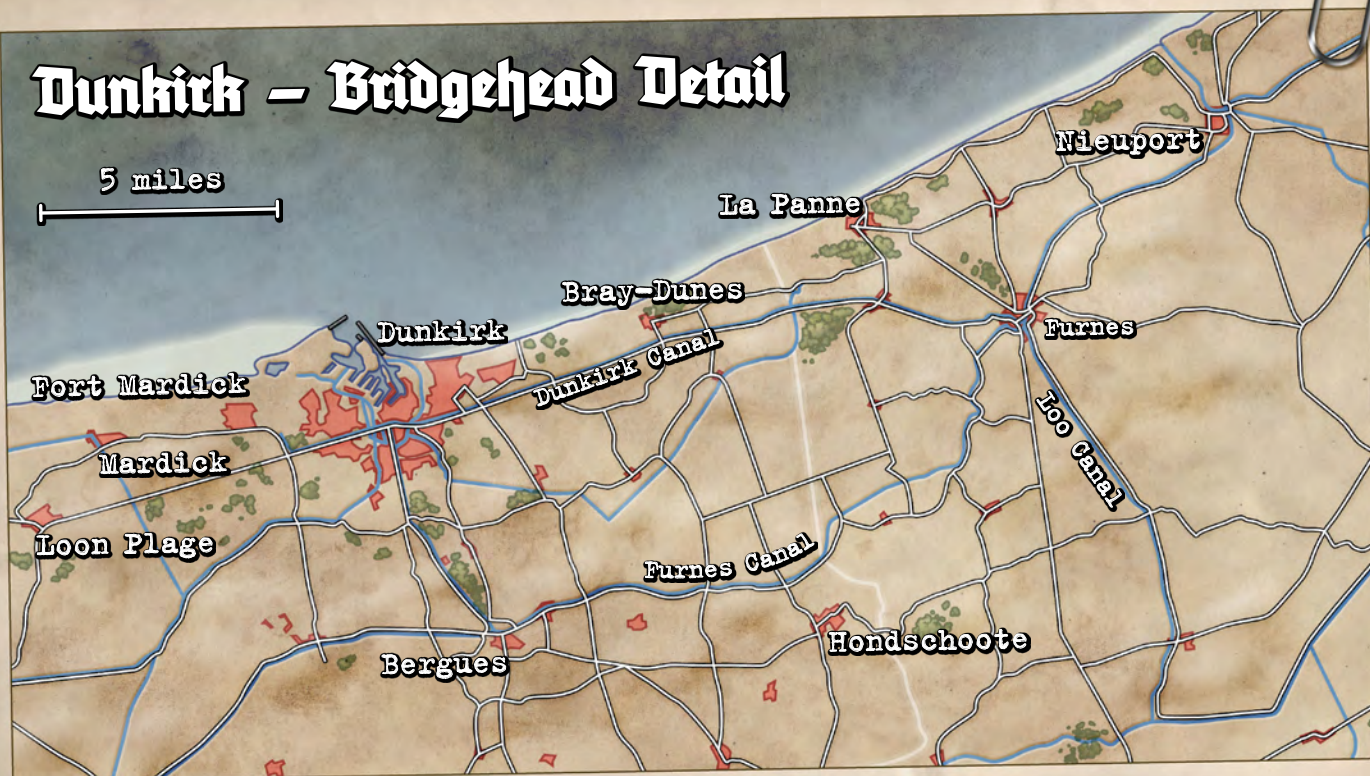 Dunkirk – Bridgehead Detail
5 miles
Nieuport
La Panne
Bray-Dunes
Dunkirk
Furnes
Dunkirk Canal
Fort Mardick
Mardick
Loo Canal
Loon Plage
Furnes Canal
Hondschoote
Bergues